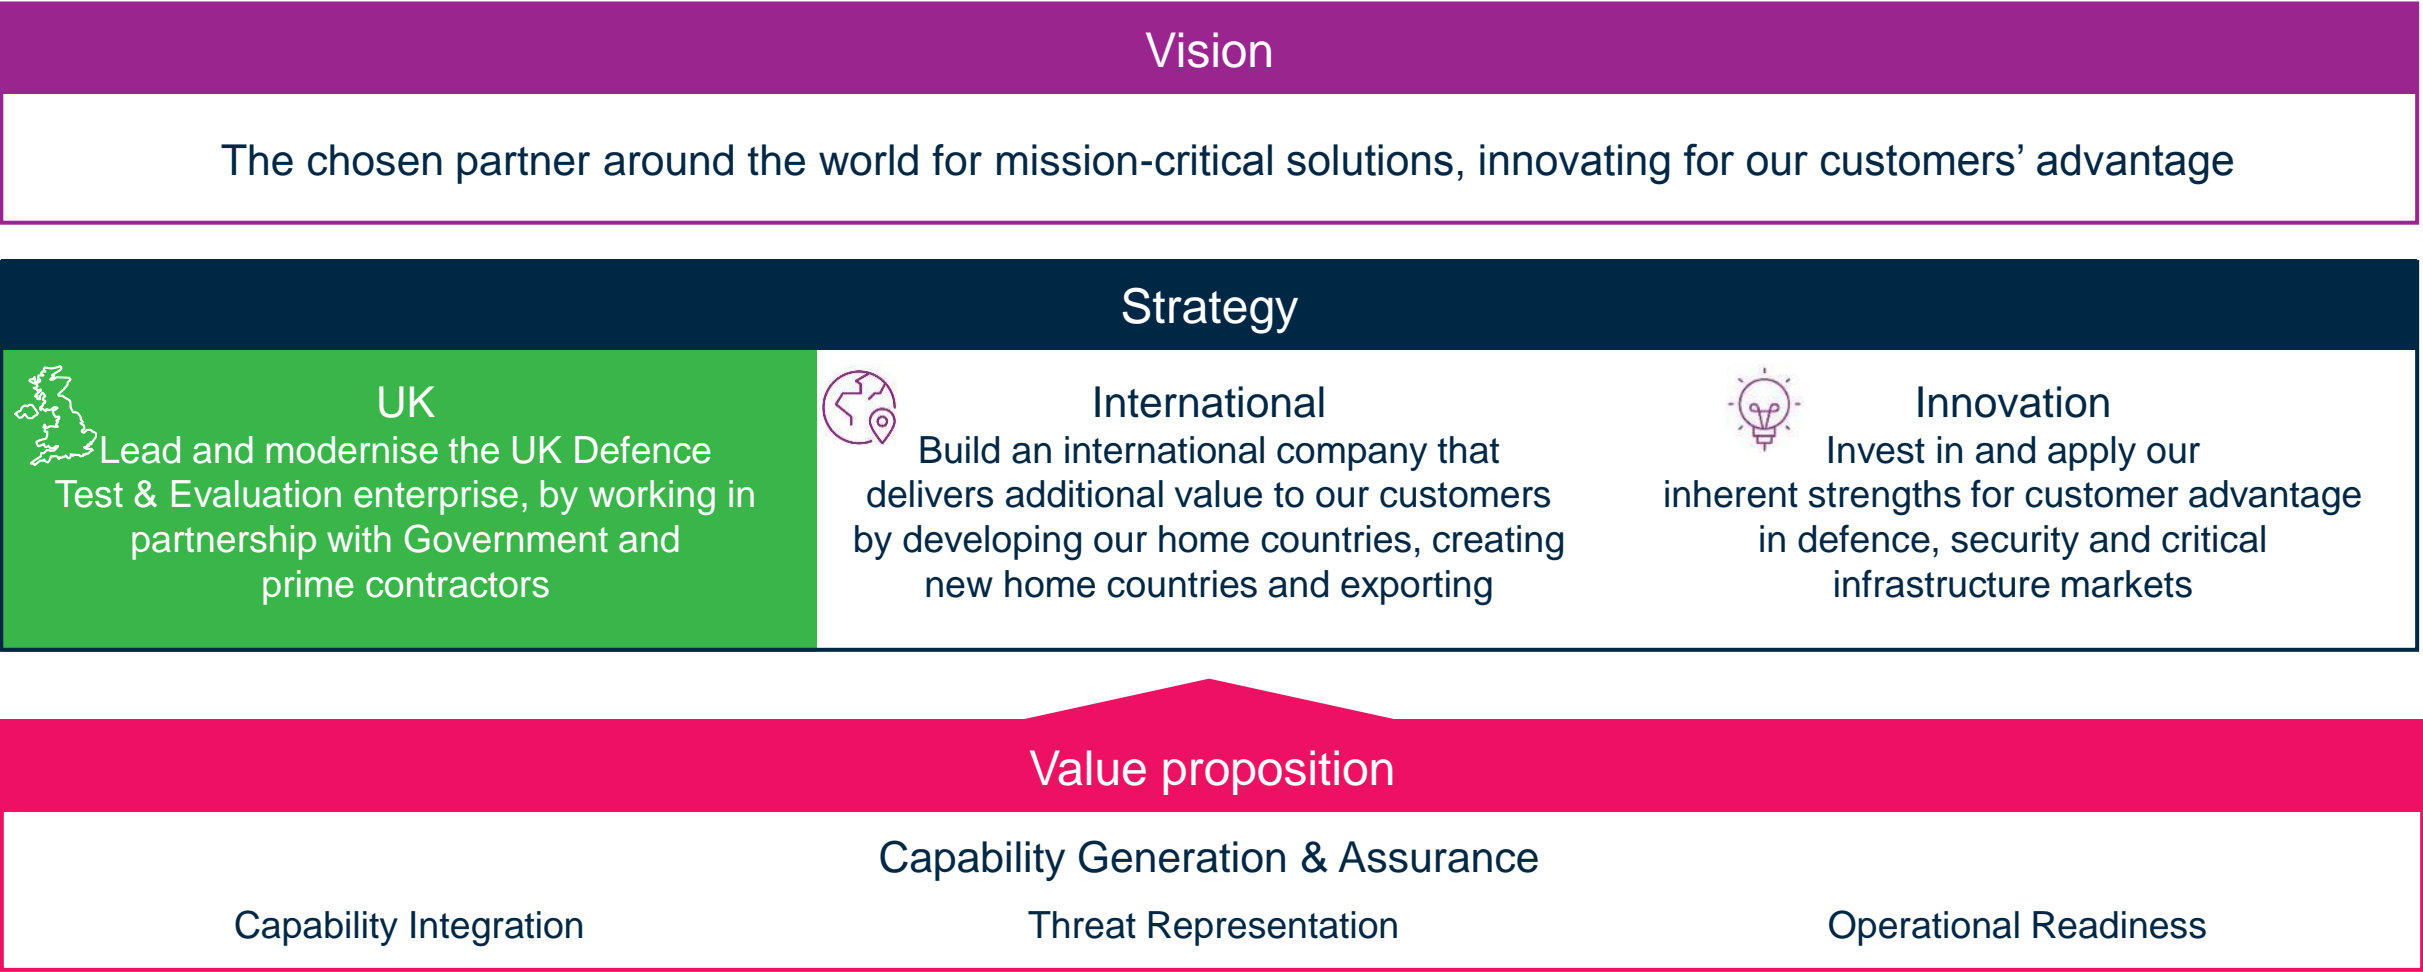 Vision
The chosen partner around the world for mission-critical solutions, innovating for our customers’ advantage
Strategy
UK
Lead and modernise the UK Defence
Test & Evaluation enterprise, by working in
partnership with Government and
prime contractors
International
Build an international company that
delivers additional value to our customers
by developing our home countries, creating
new home countries and exporting
Innovation
Invest in and apply our
inherent strengths for customer advantage
in defence, security and critical
infrastructure markets
Value proposition
Capability Generation & Assurance
Capability Integration
Threat Representation
Operational Readiness